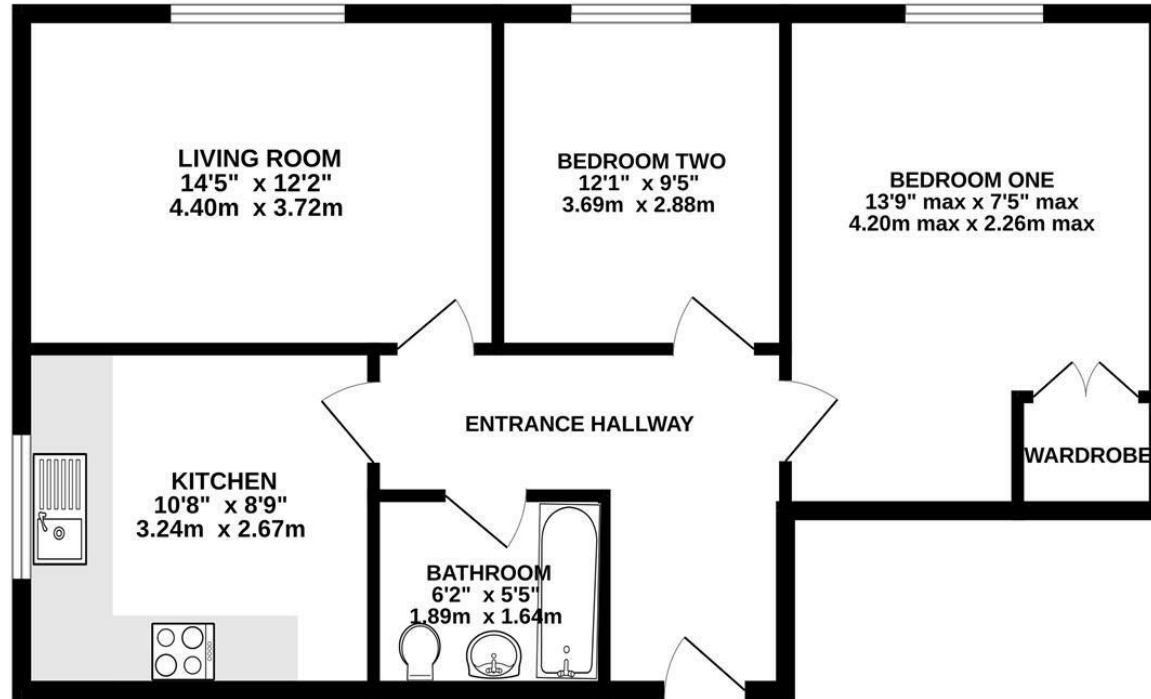 LIVING ROOM
14'5" x 12'2"
4.40m x 3.72m
BEDROOM TWO
12'1" x 9'5"
3.69m x 2.88m
BEDROOM ONE
13'9" max x 7'5" max
4.20m max x 2.26m max
ENTRANCE HALLWAY
WARDROBE
KITCHEN
10'8" x 8'9"
3.24m x 2.67m
BATHROOM
6'2" x 5'5"
1.89m x 1.64m